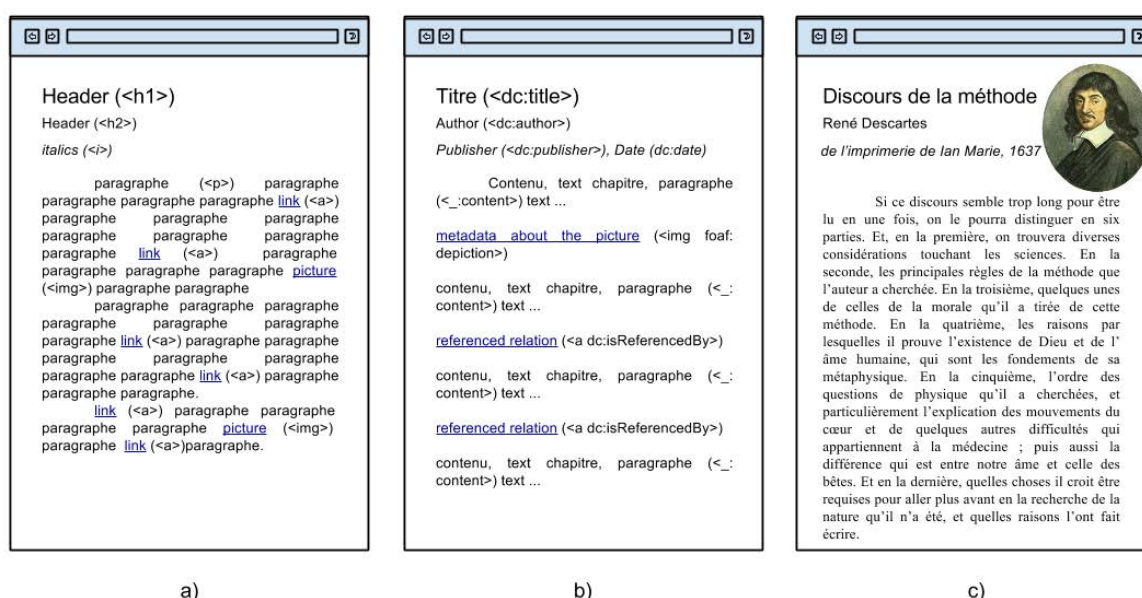 Header (<h1>)
Header (<h2>)
italics (<i>)
paragraphe (<p>) paragraphe
paragraphe paragraphe paragraphe link (<a>)
paragraphe paragraphe paragraphe
paragraphe paragraphe paragraphe
paragraphe link (<a>) paragraphe
paragraphe paragraphe paragraphe picture
(<img>) paragraphe paragraphe
paragraphe paragraphe paragraphe
paragraphe paragraphe paragraphe
paragraphe link (<a>) paragraphe paragraphe
paragraphe paragraphe paragraphe
paragraphe paragraphe link (<a>) paragraphe
paragraphe paragraphe.
link (<a>) paragraphe paragraphe
paragraphe paragraphe picture (<img>)
paragraphe link (<a>)paragraphe.
a)
Titre (<dc:title>)
Author (<dc:author>)
Publisher (<dc:publisher>), Date (dc:date)
Contenu, text chapitre, paragraphe
(<_:content>) text ...
metadata about the picture (<img foaf:
depiction>)
contenu, text chapitre, paragraphe (<_:
content>) text ...
referenced relation (<a dc:isReferencedBy>)
contenu, text chapitre, paragraphe (<_:
content>) text ...
referenced relation (<a dc:isReferencedBy>)
contenu, text chapitre, paragraphe (<_:
content>) text ...
b)
Discours de la méthode
René Descartes
de l'imprimerie de Ian Marie, 1637
Si ce discours semble trop long pour être
lu en une fois, on le pourra distinguer en six
parties. Et, en la première, on trouvera diverses
considérations touchant les sciences. En la
seconde, les principales règles de la méthode que
l'auteur a cherchée. En la troisième, quelques unes
de celles de la morale qu'il a tirée de cette
méthode. En la quatrième, les raisons par
lesquelles il prouve l'existence de Dieu et de l'
âme humaine, qui sont les fondements de sa
métaphysique. En la cinquième, l'ordre des
questions de physique qu'il a cherchées, et
particulièrement l'explication des mouvements du
cœur et de quelques autres difficultés qui
appartiennent à la médecine ; puis aussi la
différence qui est entre notre âme et celle des
bêtes. Et en la dernière, quelles choses il croit être
requises pour aller plus avant en la recherche de la
nature qu'il n'a été, et quelles raisons l'ont fait
écrire.
c)